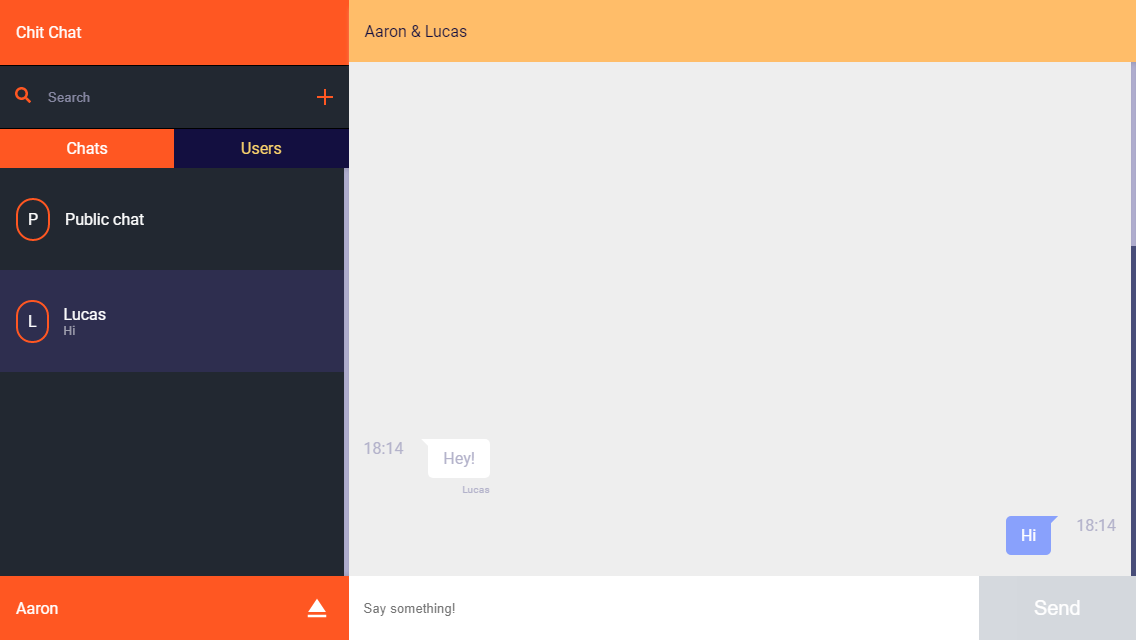 Chit Chat
Search
Chats
Users
P
Public chat
L
Lucas
Hi
Aaron
Aaron & Lucas
18:14
Hey!
Lucas
Hi
18:14
Say something!
Send